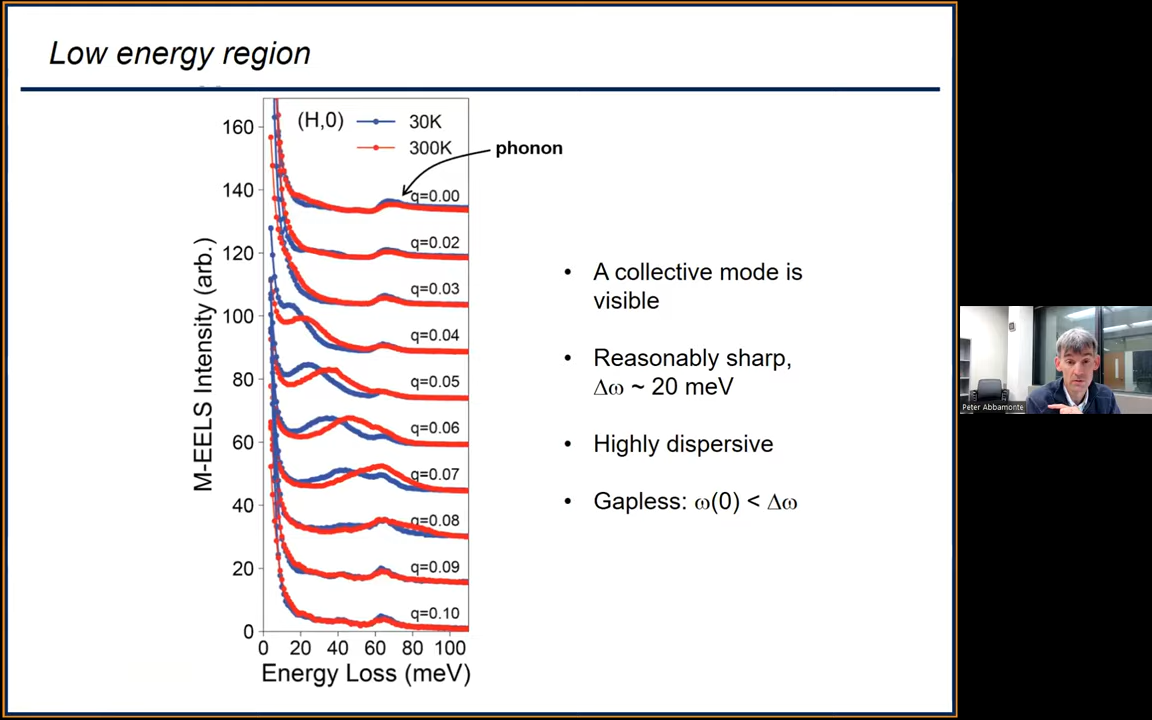 Low energy region
(H,0)
30K
300K
phonon
q=0.00
q=0.02
q=0.03
q=0.04
q=0.05
q=0.06
q=0.07
q=0.08
q=0.09
q=0.10
160
140
120
100
80
60
40
20
0
0 20 40 60 80 100
Energy Loss (meV)
M-EELS Intensity (arb.)
• A collective mode is
visible
• Reasonably sharp,
Δω ~ 20 meV
• Highly dispersive
• Gapless: ω(0) < Δω
Peter Abbamonte